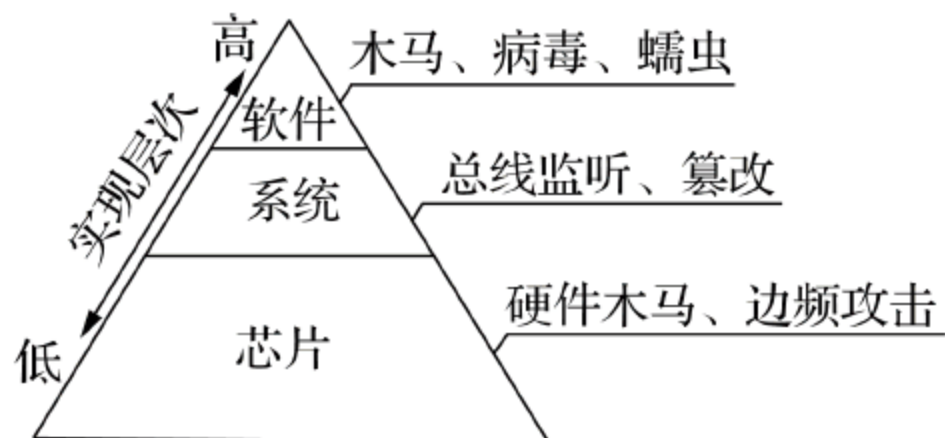 高
木马、病毒、蠕虫
软件
实现层次
总线监听、篡改
系统
硬件木马、边频攻击
芯片
低